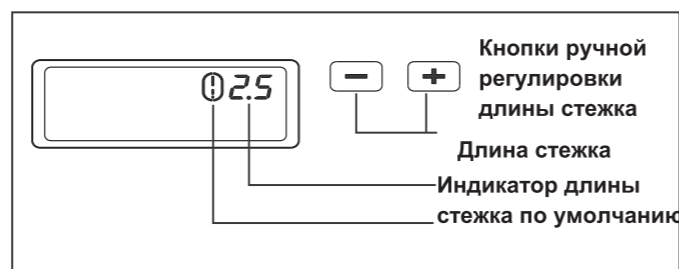 2.5
Кнопки ручной
регулировки
длины стежка
Длина стежка
Индикатор длины
стежка по умолчанию